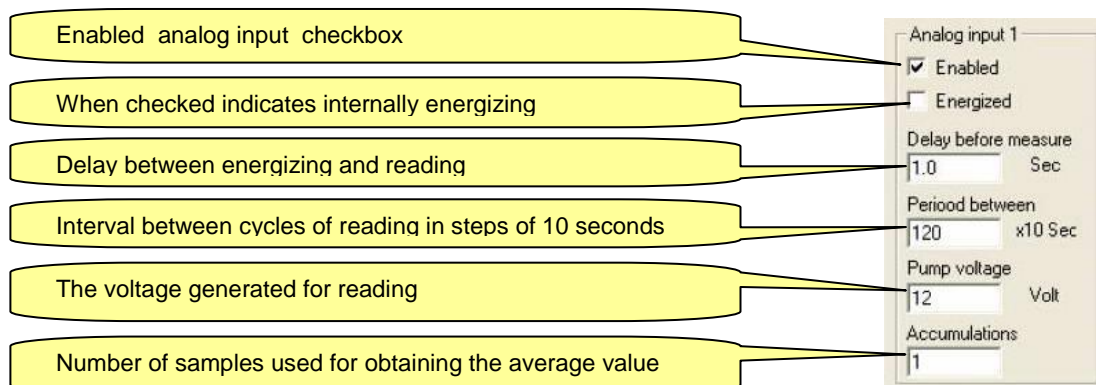 Enabled analog input checkbox
When checked indicates internally energizing
Delay between energizing and reading
Interval between cycles of reading in steps of 10 seconds
The voltage generated for reading
Number of samples used for obtaining the average value
Analog input 1
Enabled
Energized
Delay before measure
1.0 Sec
Periood between
120 x10 Sec
Pump voltage
12 Volt
Accumulations
1